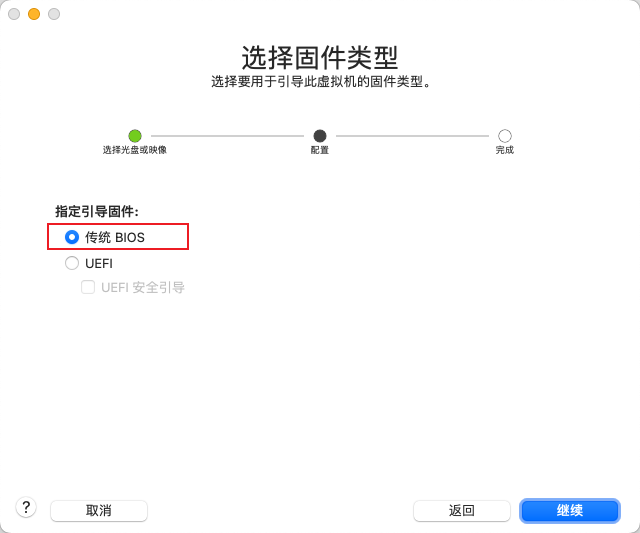 选择固件类型
选择要用于引导此虚拟机的固件类型。
选择光盘或映像
配置
完成
指定引导固件:
传统 BIOS
UEFI
UEFI 安全引导
?
取消
返回
继续